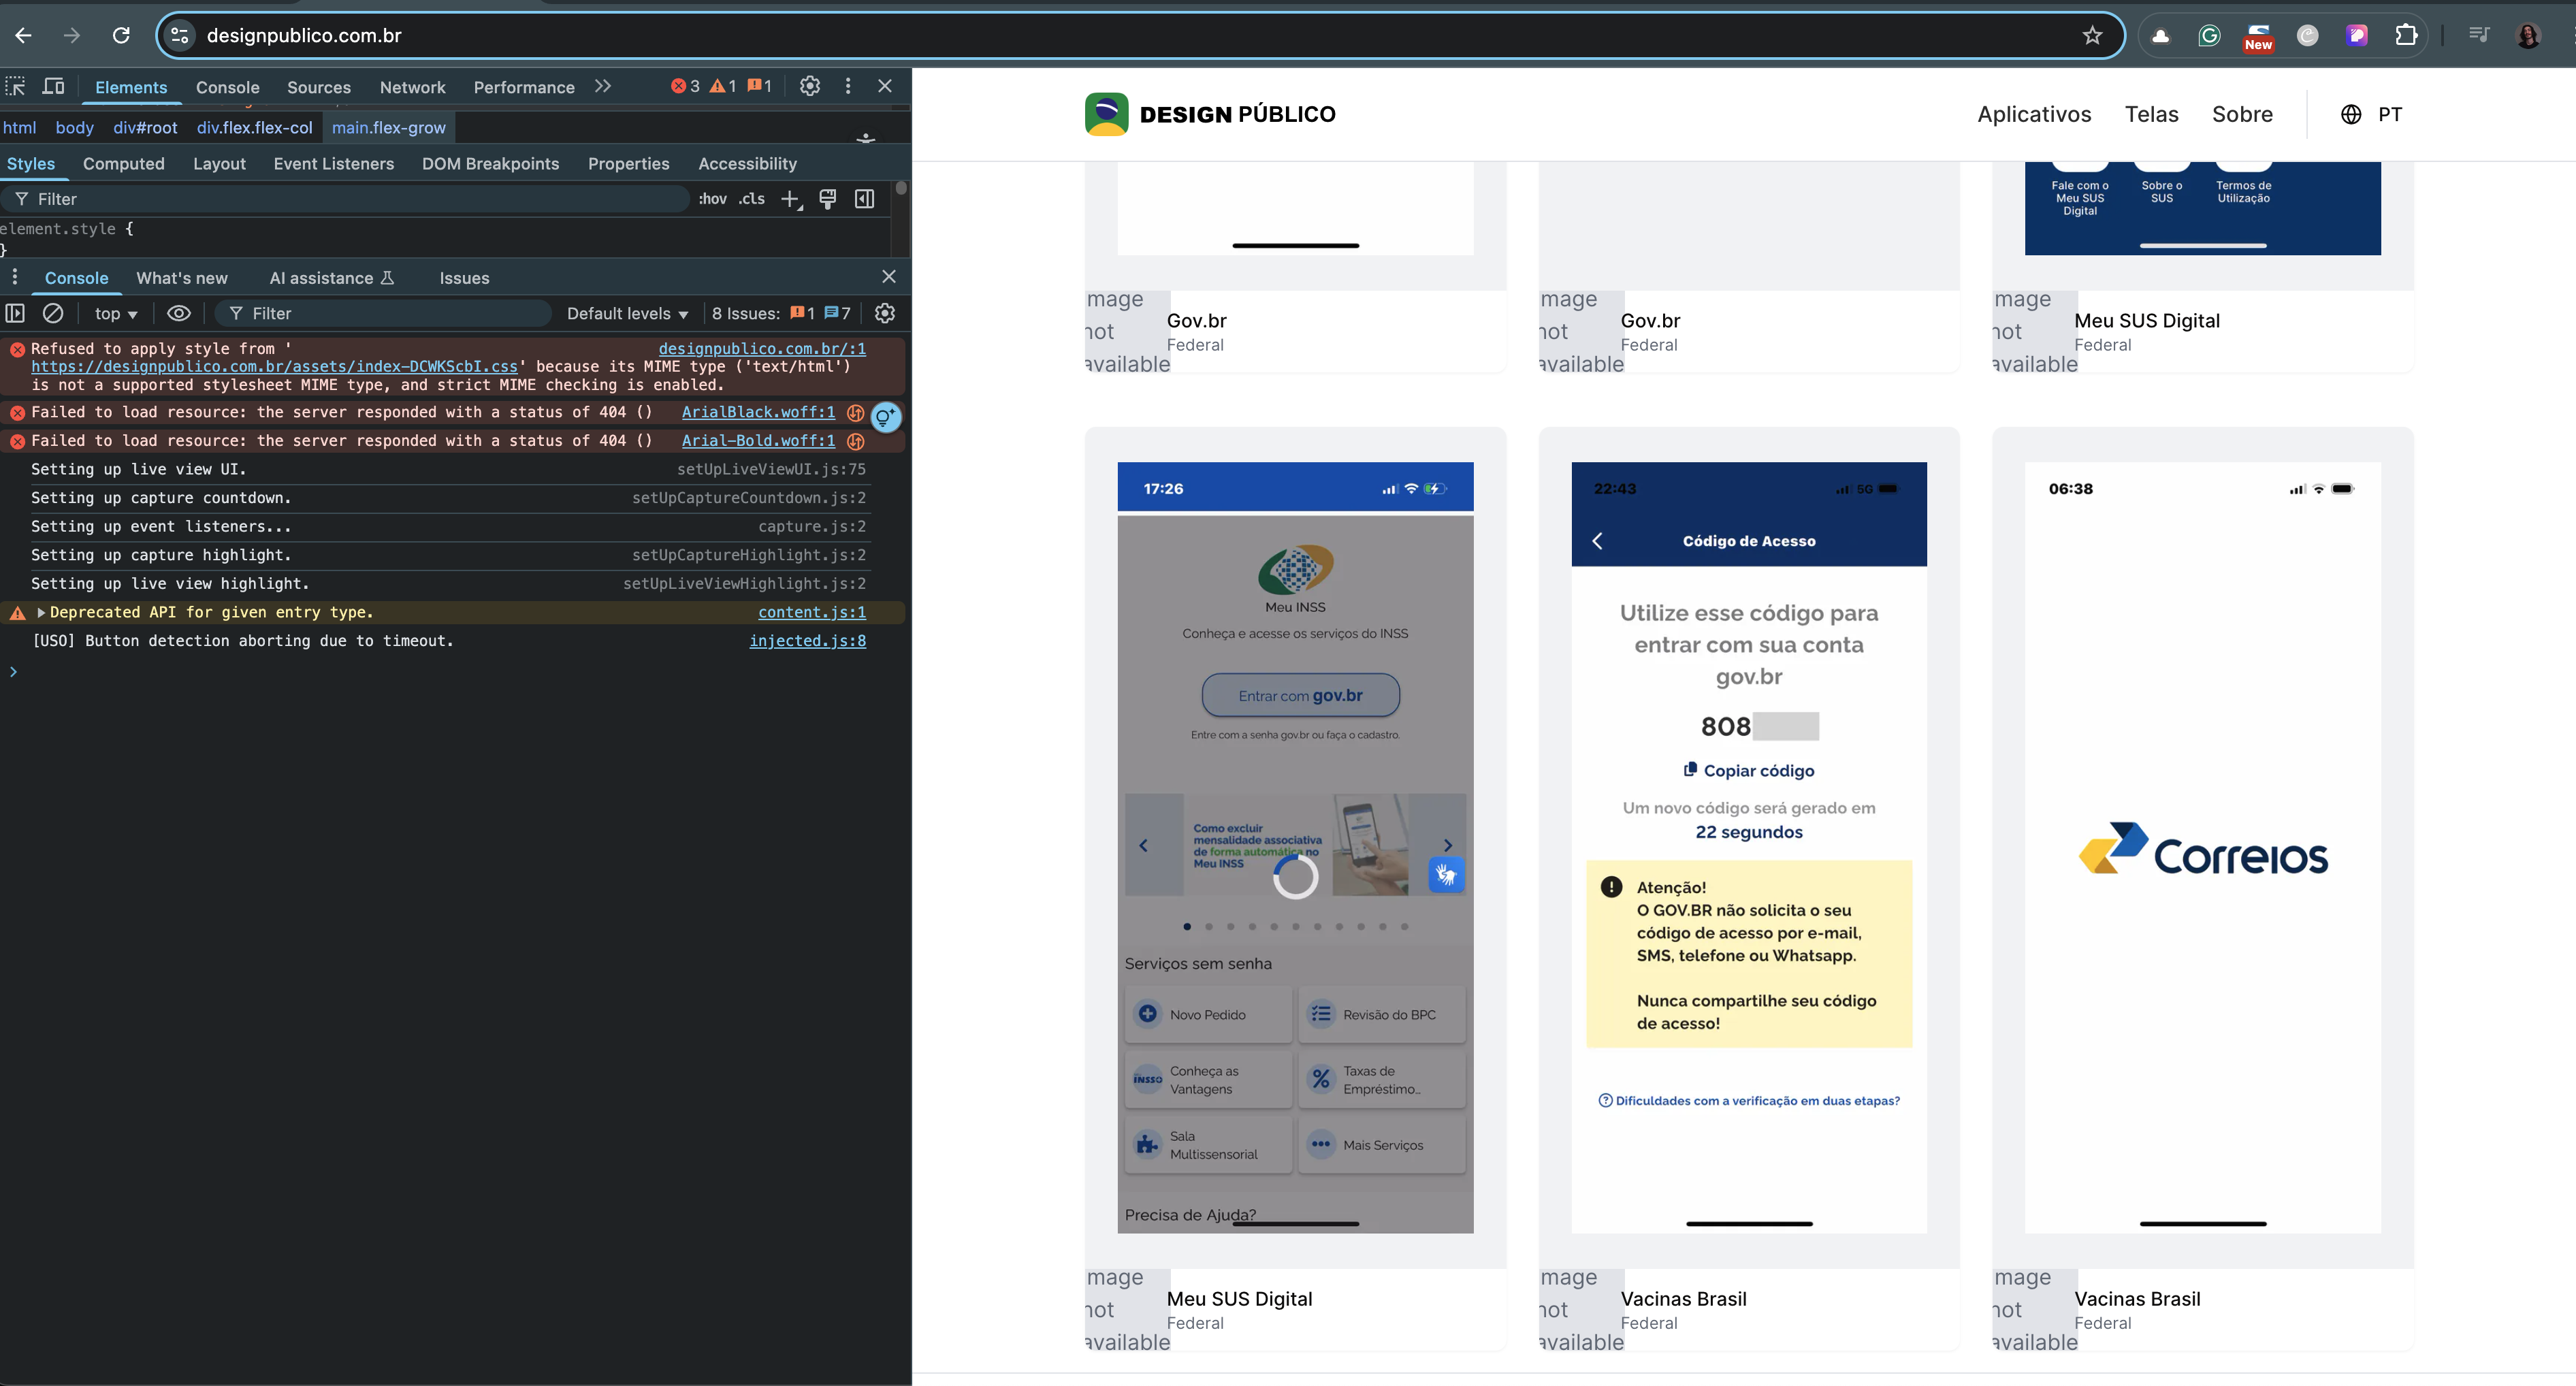 designpublico.com.br
New
Elements
Console
Sources
Network
Performance
3
1
1
html
body
div#root
div.flex.flex-col
main.flex-grow
Styles
Computed
Layout
Event Listeners
DOM Breakpoints
Properties
Accessibility
Filter
:hov
.cls
element.style {
}
Console
What's new
AI assistance
Issues
top
Filter
Default levels
8 Issues:
1
7
Refused to apply style from '
designpublico.com.br/:1
https://designpublico.com.br/assets/index-DCWKScbI.css' because its MIME type ('text/html')
is not a supported stylesheet MIME type, and strict MIME checking is enabled.
Failed to load resource: the server responded with a status of 404 ()
ArialBlack.woff:1
Failed to load resource: the server responded with a status of 404 ()
Arial-Bold.woff:1
Setting up live view UI.
setUpLiveViewUI.js:75
Setting up capture countdown.
setUpCaptureCountdown.js:2
Setting up event listeners...
capture.js:2
Setting up capture highlight.
setUpCaptureHighlight.js:2
Setting up live view highlight.
setUpLiveViewHighlight.js:2
Deprecated API for given entry type.
content.js:1
[USO] Button detection aborting due to timeout.
injected.js:8
DESIGN PÚBLICO
Aplicativos
Telas
Sobre
PT
Fale com o
Meu SUS
Digital
Sobre o
SUS
Termos de
Utilização
mage
not
available
Gov.br
Federal
mage
not
available
Gov.br
Federal
mage
not
available
Meu SUS Digital
Federal
17:26
Meu INSS
Conheça e acesse os serviços do INSS
Entrar com gov.br
Entre com a senha gov.br ou faça o cadastro.
Como excluir
mensalidade associativa
de forma automática no
Meu INSS
Serviços sem senha
Novo Pedido
Revisão do BPC
INSS
Conheça as
Vantagens
Taxas de
Empréstimo...
Sala
Multissensorial
Mais Serviços
Precisa de Ajuda?
22:43
5G
Código de Acesso
Utilize esse código para
entrar com sua conta
gov.br
808
Copiar código
Um novo código será gerado em
22 segundos
Atenção!
O GOV.BR não solicita o seu
código de acesso por e-mail,
SMS, telefone ou Whatsapp.
Nunca compartilhe seu código
de acesso!
Dificuldades com a verificação em duas etapas?
06:38
Correios
mage
not
available
Meu SUS Digital
Federal
mage
not
available
Vacinas Brasil
Federal
mage
not
available
Vacinas Brasil
Federal